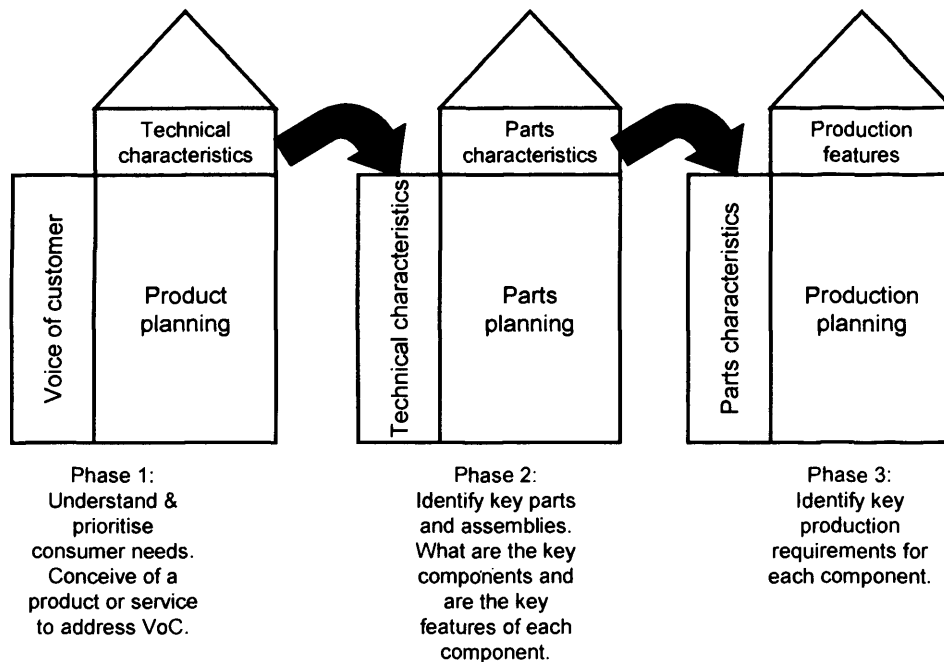 Technical
characteristics
Voice of customer
Product
planning
Phase 1:
Understand &
prioritise
consumer needs.
Conceive of a
product or service
to address VoC.
Parts
characteristics
Technical characteristics
Parts
planning
Phase 2:
Identify key parts
and assemblies.
What are the key
components and
are the key
features of each
component.
Production
features
Parts characteristics
Production
planning
Phase 3:
Identify key
production
requirements for
each component.